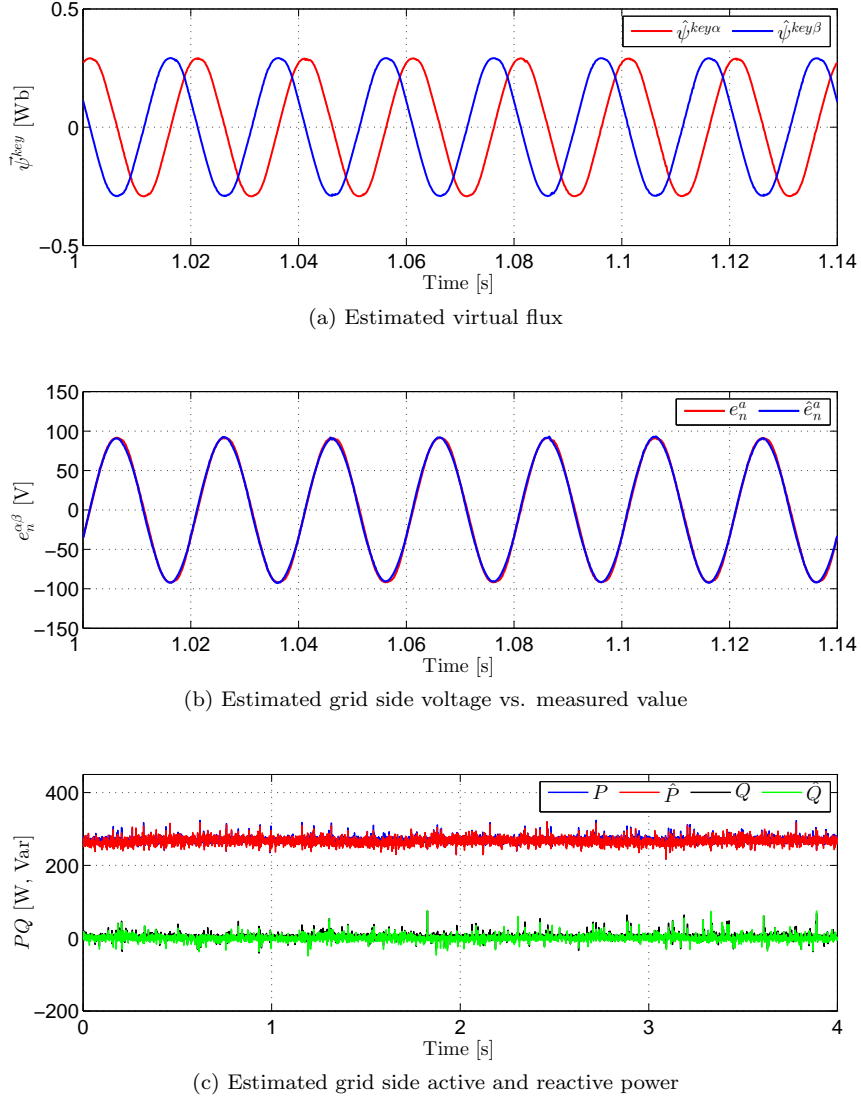 0.5
ψ̂^{keyα} ψ̂^{keyβ}
ψ⃗^{key} [Wb]
0
−0.5
1 1.02 1.04 1.06 1.08 1.1 1.12 1.14
Time [s]
(a) Estimated virtual flux
150
e_n^a ê_n^a
100
50
e_n^{αβ} [V]
0
−50
−100
−150
1 1.02 1.04 1.06 1.08 1.1 1.12 1.14
Time [s]
(b) Estimated grid side voltage vs. measured value
400
P P̂ Q Q̂
200
PQ [W, Var]
0
−200
0 1 2 3 4
Time [s]
(c) Estimated grid side active and reactive power